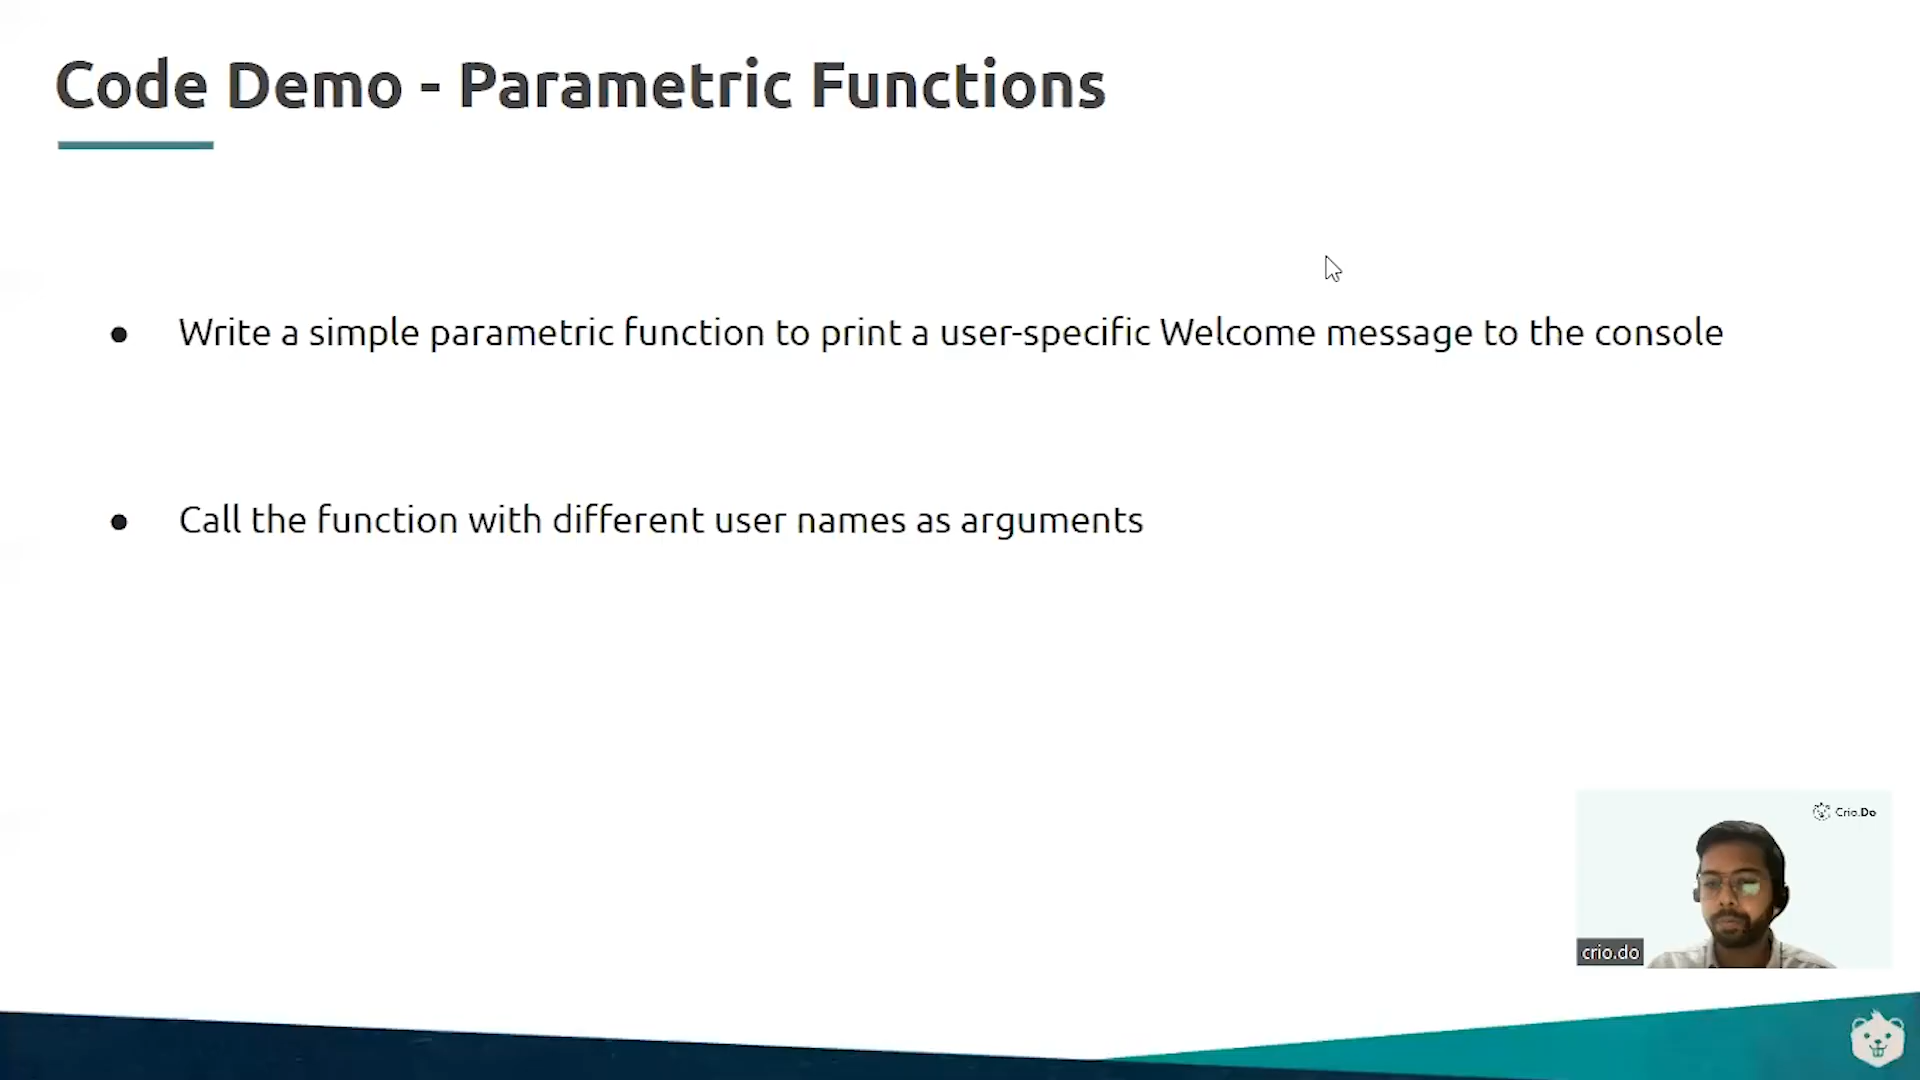 Code Demo - Parametric Functions
● Write a simple parametric function to print a user-specific Welcome message to the console
● Call the function with different user names as arguments
Crio.Do
crio.do